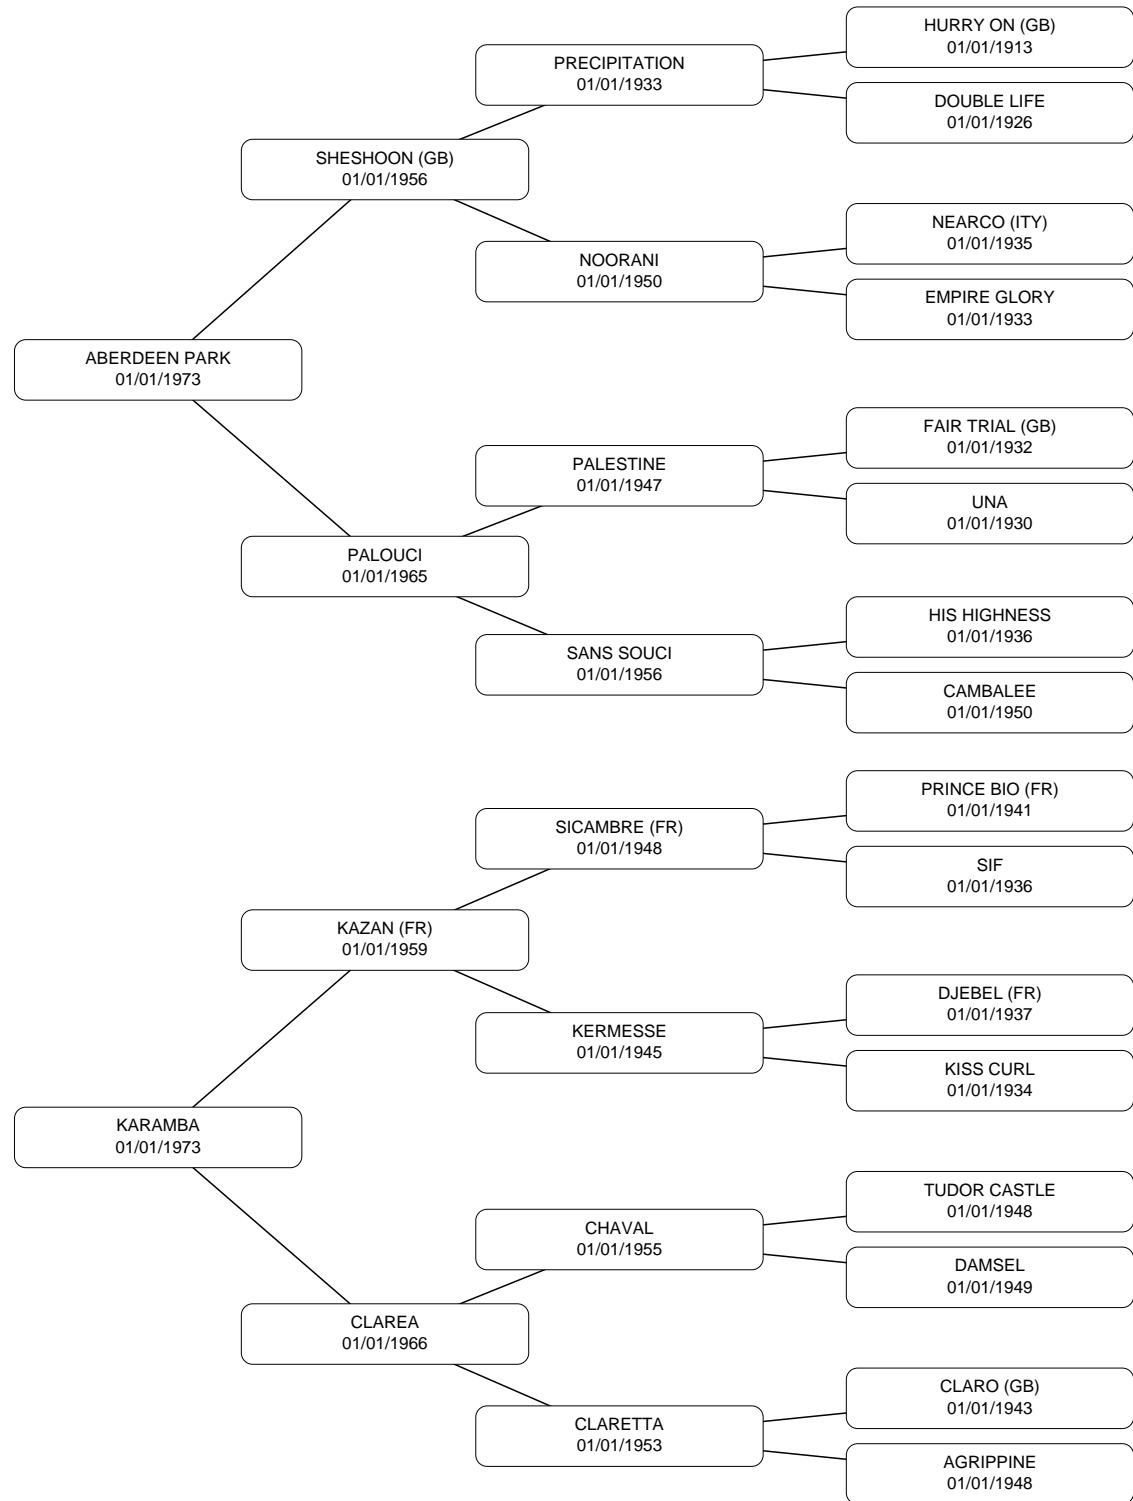 HURRY ON (GB)
01/01/1913
PRECIPITATION
01/01/1933
DOUBLE LIFE
01/01/1926
SHESHOON (GB)
01/01/1956
NEARCO (ITY)
01/01/1935
NOORANI
01/01/1950
EMPIRE GLORY
01/01/1933
ABERDEEN PARK
01/01/1973
FAIR TRIAL (GB)
01/01/1932
PALESTINE
01/01/1947
UNA
01/01/1930
PALOUCI
01/01/1965
HIS HIGHNESS
01/01/1936
SANS SOUCI
01/01/1956
CAMBALEE
01/01/1950
PRINCE BIO (FR)
01/01/1941
SICAMBRE (FR)
01/01/1948
SIF
01/01/1936
KAZAN (FR)
01/01/1959
DJEBEL (FR)
01/01/1937
KERMESSE
01/01/1945
KISS CURL
01/01/1934
KARAMBA
01/01/1973
TUDOR CASTLE
01/01/1948
CHAVAL
01/01/1955
DAMSEL
01/01/1949
CLAREA
01/01/1966
CLARO (GB)
01/01/1943
CLARETTA
01/01/1953
AGRIPPINE
01/01/1948